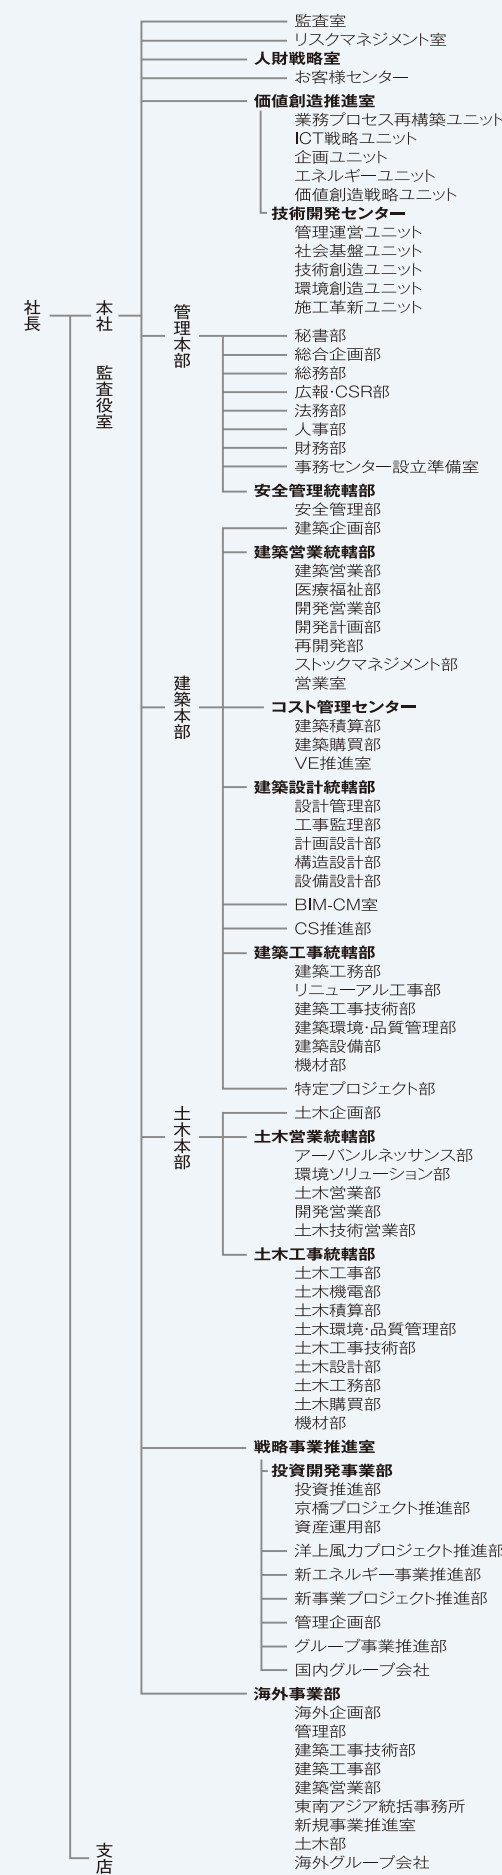 社長
本社
監査役室
監査室
リスクマネジメント室
人財戦略室
お客様センター
価値創造推進室
業務プロセス再構築ユニット
ICT戦略ユニット
企画ユニット
エネルギーユニット
価値創造戦略ユニット
技術開発センター
管理運営ユニット
社会基盤ユニット
技術創造ユニット
環境創造ユニット
施工革新ユニット
管理本部
秘書部
総合企画部
総務部
広報・CSR部
法務部
人事部
財務部
事務センター設立準備室
安全管理統轄部
安全管理部
建築本部
建築企画部
建築営業統轄部
建築営業部
医療福祉部
開発営業部
開発計画部
再開発部
ストックマネジメント部
営業室
コスト管理センター
建築積算部
建築購買部
VE推進室
建築設計統轄部
設計管理部
工事監理部
計画設計部
構造設計部
設備設計部
BIM-CM室
CS推進部
建築工事統轄部
建築工務部
リニューアル工事部
建築工事技術部
建築環境・品質管理部
建築設備部
機材部
特定プロジェクト部
土木本部
土木企画部
土木営業統轄部
アーバンルネッサンス部
環境ソリューション部
土木営業部
開発営業部
土木技術営業部
土木工事統轄部
土木工事部
土木機電部
土木積算部
土木環境・品質管理部
土木工事技術部
土木設計部
土木工務部
土木購買部
機材部
戦略事業推進室
投資開発事業部
投資推進部
京橋プロジェクト推進部
資産運用部
洋上風力プロジェクト推進部
新エネルギー事業推進部
新事業プロジェクト推進部
管理企画部
グループ事業推進部
国内グループ会社
海外事業部
海外企画部
管理部
建築工事技術部
建築工事部
建築営業部
東南アジア統括事務所
新規事業推進室
土木部
海外グループ会社
支店